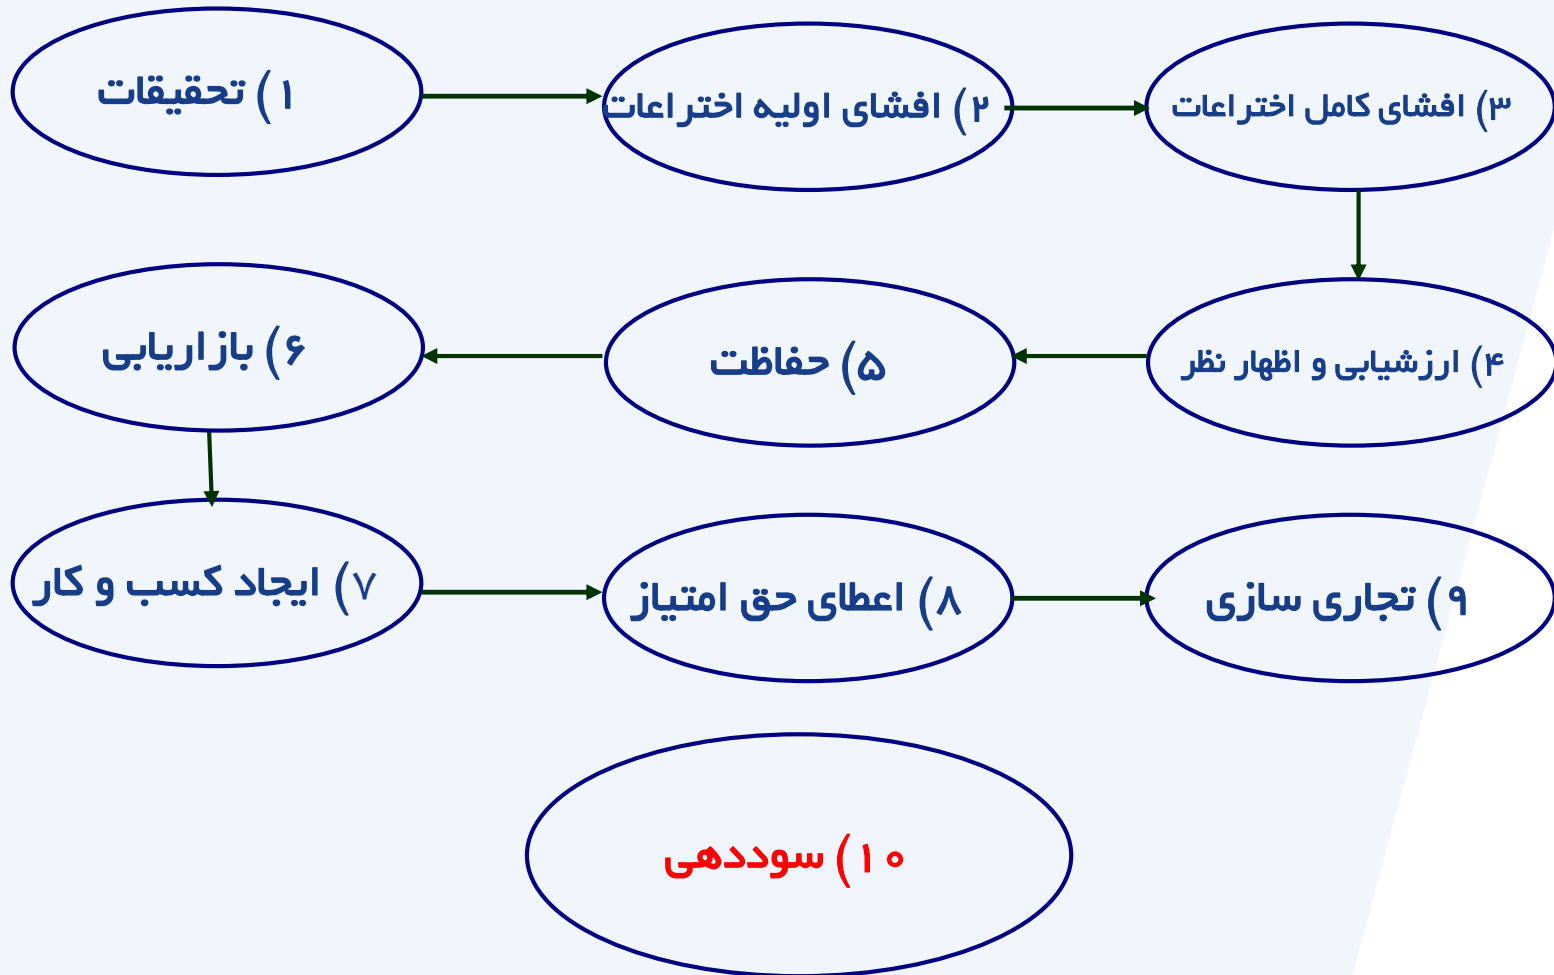 ۱) تحقیقات
۲) افشای اولیه اختراعات
۳) افشای کامل اختراعات
۴) ارزشیابی و اظهار نظر
۵) حفاظت
۶) بازاریابی
۷) ایجاد کسب و کار
۸) اعطای حق امتیاز
۹) تجاری سازی
۱۰) سوددهی